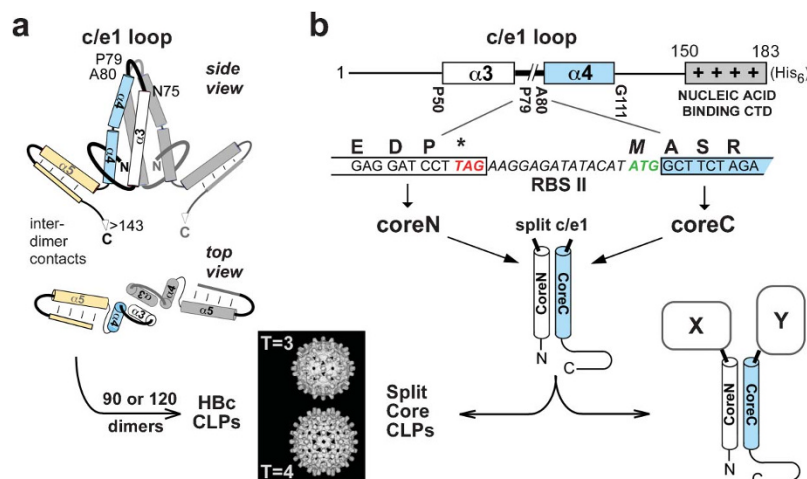 a
c/e1 loop
P79
A80
side
view
N75
α4
α3
α4
N
N
α5
α5
>143
C
C
inter-
dimer
contacts
top
view
α5
α3
α4
α4
α3
α5
90 or 120
dimers
HBc
CLPs
T=3
T=4
b
c/e1 loop
150
183
1
α3
α4
+ + + +
(His6)
P50
P79
A80
G111
NUCLEIC ACID
BINDING CTD
E D P * M A S R
GAG GAT CCT TAG AAGGAGATATACAT ATG GCT TCT AGA
RBS II
coreN
coreC
split c/e1
CoreN
CoreC
N
C
Split
Core
CLPs
X
Y
CoreN
CoreC
N
C